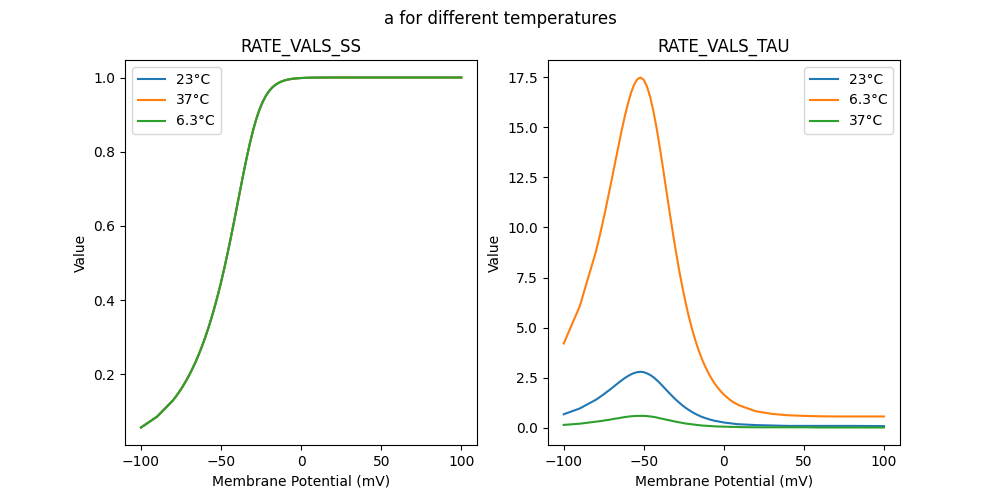 a for different temperatures
RATE_VALS_SS
23°C
37°C
6.3°C
1.0
0.8
0.6
0.4
0.2
Value
−100
−50
0
50
100
Membrane Potential (mV)
RATE_VALS_TAU
23°C
6.3°C
37°C
17.5
15.0
12.5
10.0
7.5
5.0
2.5
0.0
Value
−100
−50
0
50
100
Membrane Potential (mV)